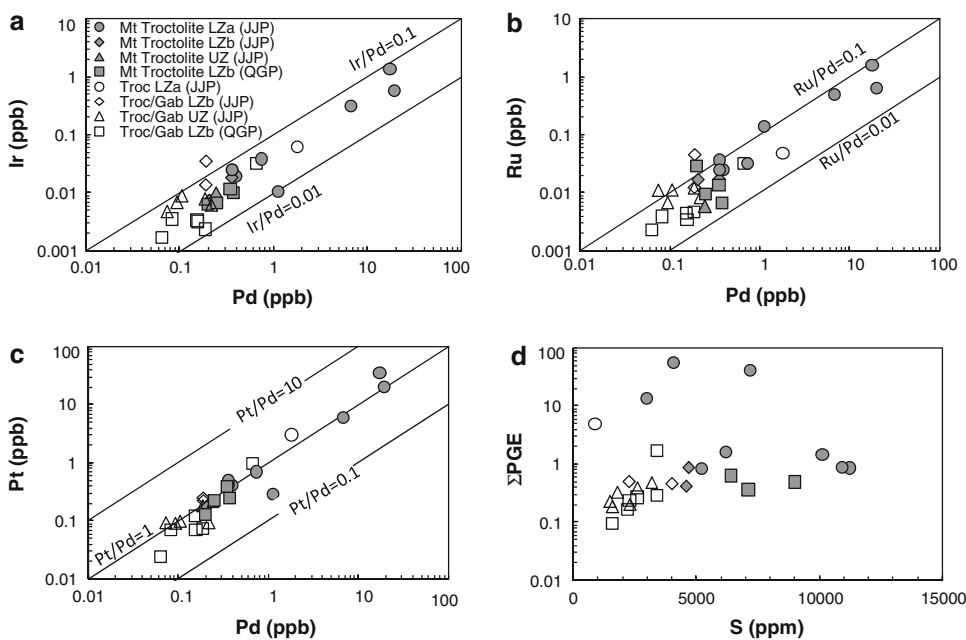 a
10
1
0.1
0.01
0.001
Ir (ppb)
Mt Troctolite LZa (JJP)
Mt Troctolite LZb (JJP)
Mt Troctolite UZ (JJP)
Mt Troctolite LZb (QGP)
Troc LZa (JJP)
Troc/Gab LZb (JJP)
Troc/Gab UZ (JJP)
Troc/Gab LZb (QGP)
Ir/Pd=0.1
Ir/Pd=0.01
0.01 0.1 1 10 100
Pd (ppb)
b
10
1
0.1
0.01
0.001
Ru (ppb)
Ru/Pd=0.1
Ru/Pd=0.01
0.01 0.1 1 10 100
Pd (ppb)
c
100
10
1
0.1
0.01
Pt (ppb)
Pt/Pd=10
Pt/Pd=1
Pt/Pd=0.1
0.01 0.1 1 10 100
Pd (ppb)
d
100
10
1
0.1
0.01
ΣPGE
0 5000 10000 15000
S (ppm)